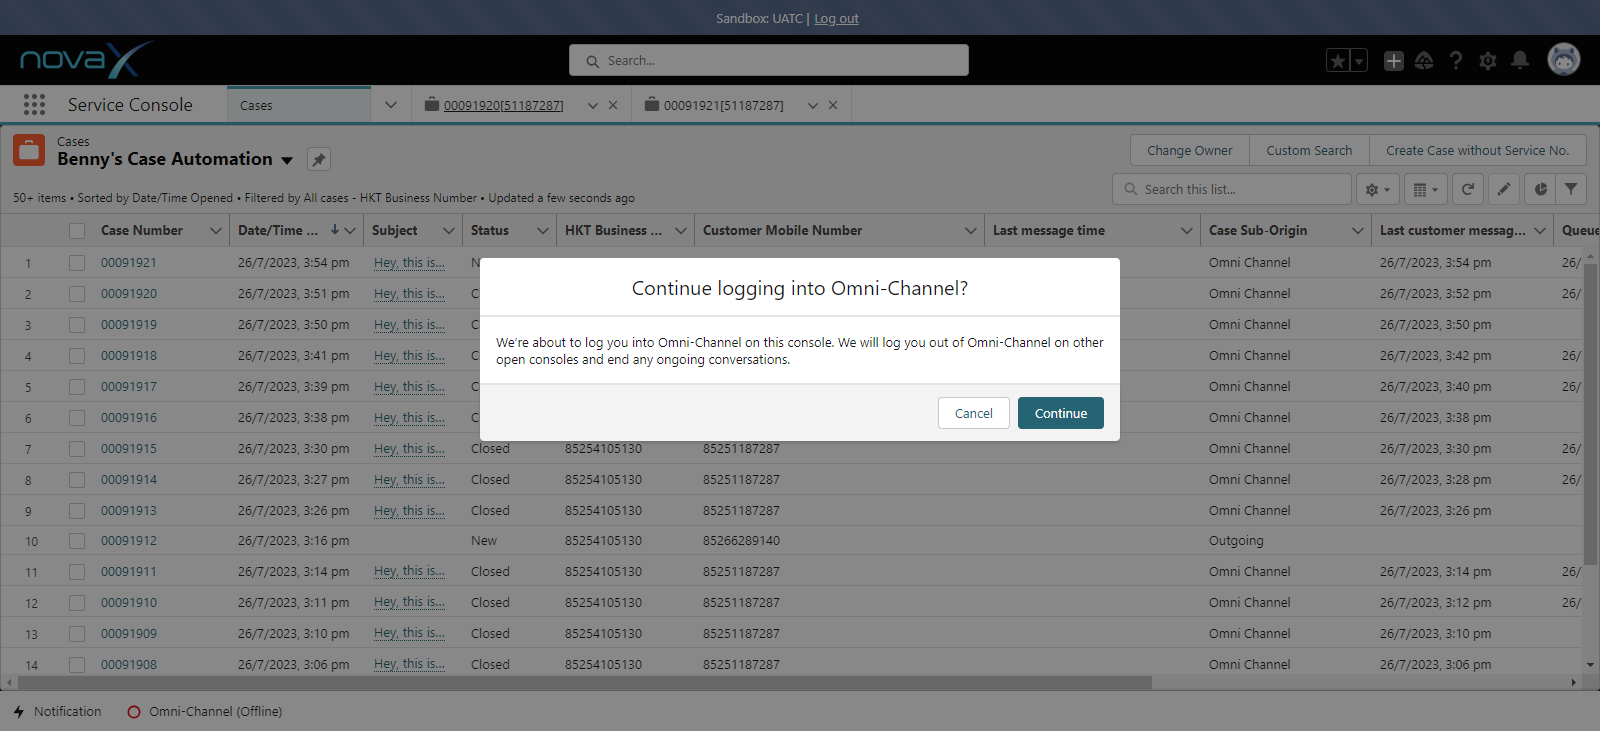 Sandbox: UATC | Log out
novax
Search...
Service Console
Cases
00091920[51187287]
00091921[51187287]
Cases
Benny's Case Automation
Change Owner
Custom Search
Create Case without Service No.
50+ items • Sorted by Date/Time Opened • Filtered by All cases - HKT Business Number • Updated a few seconds ago
Search this list...
Case Number Date/Time ... Subject Status HKT Business ... Customer Mobile Number Last message time Case Sub-Origin Last customer messag... Queue
1 00091921 26/7/2023, 3:54 pm Hey, this is... N Omni Channel 26/7/2023, 3:54 pm 26/
2 00091920 26/7/2023, 3:51 pm Hey, this is... C Omni Channel 26/7/2023, 3:52 pm 26/
3 00091919 26/7/2023, 3:50 pm Hey, this is... C Omni Channel 26/7/2023, 3:50 pm
4 00091918 26/7/2023, 3:41 pm Hey, this is... C Omni Channel 26/7/2023, 3:42 pm 26/
5 00091917 26/7/2023, 3:39 pm Hey, this is... C Omni Channel 26/7/2023, 3:40 pm 26/
6 00091916 26/7/2023, 3:38 pm Hey, this is... C Omni Channel 26/7/2023, 3:38 pm
7 00091915 26/7/2023, 3:30 pm Hey, this is... Closed 85254105130 85251187287 Omni Channel 26/7/2023, 3:30 pm 26/
8 00091914 26/7/2023, 3:27 pm Hey, this is... Closed 85254105130 85251187287 Omni Channel 26/7/2023, 3:28 pm 26/
9 00091913 26/7/2023, 3:26 pm Hey, this is... Closed 85254105130 85251187287 Omni Channel 26/7/2023, 3:26 pm
10 00091912 26/7/2023, 3:16 pm New 85254105130 85266289140 Outgoing
11 00091911 26/7/2023, 3:14 pm Hey, this is... Closed 85254105130 85251187287 Omni Channel 26/7/2023, 3:14 pm 26/
12 00091910 26/7/2023, 3:11 pm Hey, this is... Closed 85254105130 85251187287 Omni Channel 26/7/2023, 3:12 pm 26/
13 00091909 26/7/2023, 3:10 pm Hey, this is... Closed 85254105130 85251187287 Omni Channel 26/7/2023, 3:10 pm
14 00091908 26/7/2023, 3:06 pm Hey, this is... Closed 85254105130 85251187287 Omni Channel 26/7/2023, 3:06 pm
Continue logging into Omni-Channel?
We're about to log you into Omni-Channel on this console. We will log you out of Omni-Channel on other
open consoles and end any ongoing conversations.
Cancel
Continue
Notification
Omni-Channel (Offline)